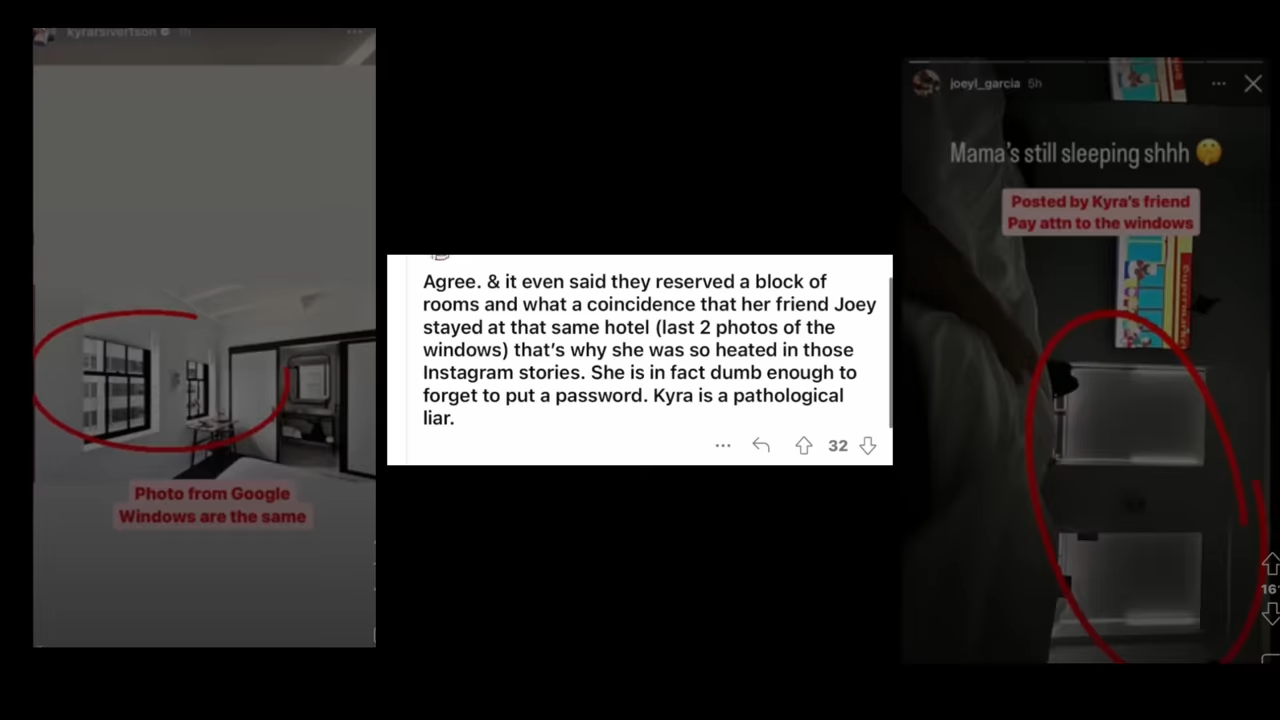 kyrarsivertson 1h
Photo from Google
Windows are the same
Agree. & it even said they reserved a block of
rooms and what a coincidence that her friend Joey
stayed at that same hotel (last 2 photos of the
windows) that’s why she was so heated in those
Instagram stories. She is in fact dumb enough to
forget to put a password. Kyra is a pathological
liar.
32
joeyl_garcia 5h
Mama’s still sleeping shhh 🤫
Posted by Kyra’s friend
Pay attn to the windows
Supermarket